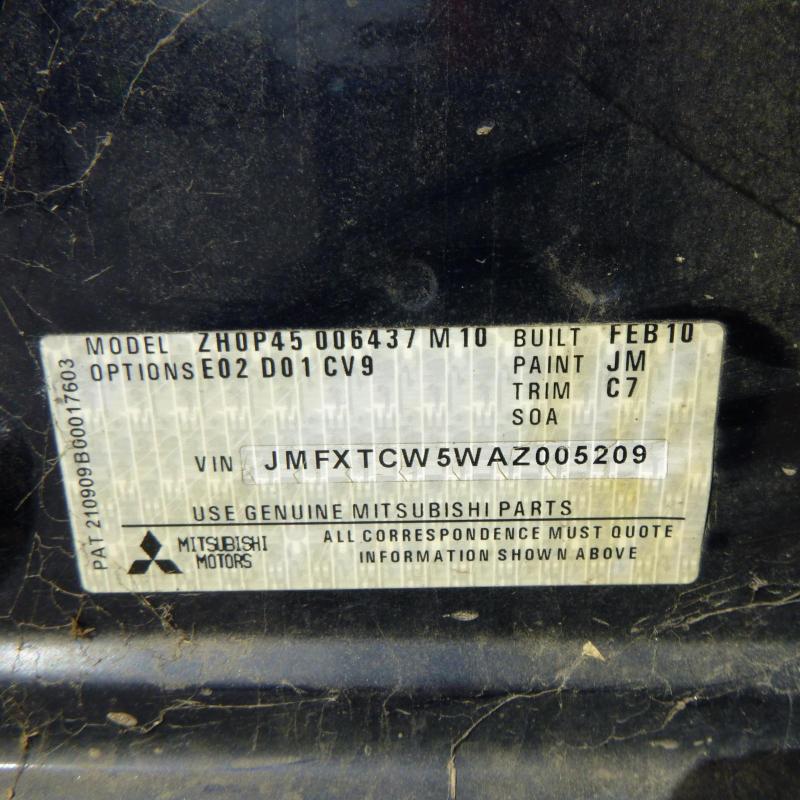 MODEL ZH0P45 006437 M10 BUILT FEB10
OPTIONS E02 D01 CV9 PAINT JM
TRIM C7
SOA
VIN JMFXTCW5WAZ005209
USE GENUINE MITSUBISHI PARTS
MITSUBISHI MOTORS
ALL CORRESPONDENCE MUST QUOTE
INFORMATION SHOWN ABOVE
PAT 210909B00017603